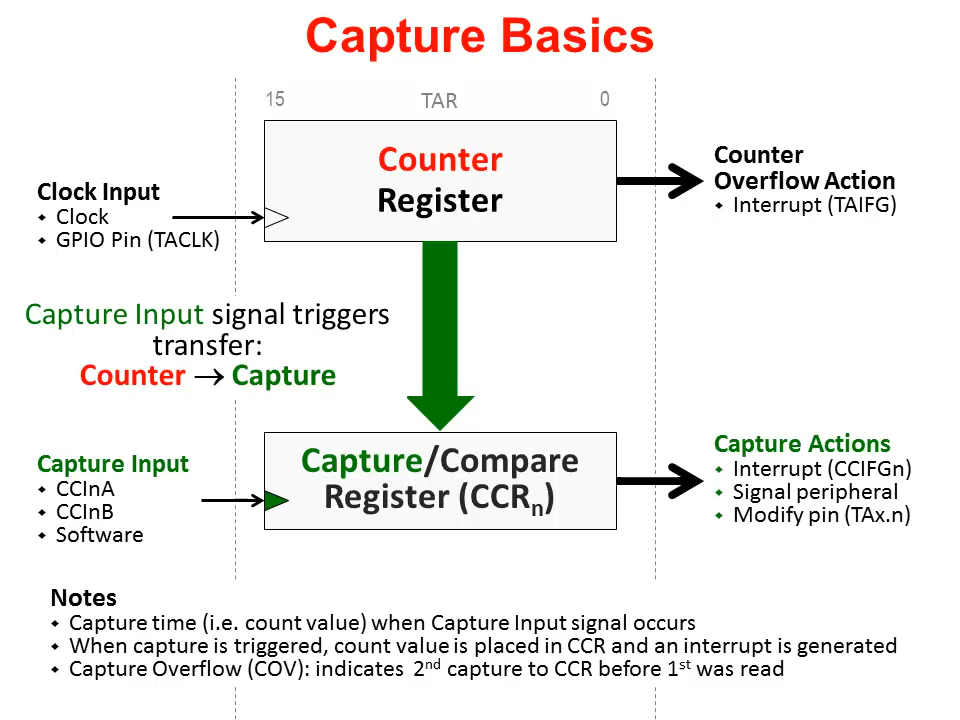 Capture Basics
15 TAR 0
Counter
Register
Clock Input
⬩ Clock
⬩ GPIO Pin (TACLK)
Counter
Overflow Action
⬩ Interrupt (TAIFG)
Capture Input signal triggers
transfer:
Counter → Capture
Capture Input
⬩ CCInA
⬩ CCInB
⬩ Software
Capture/Compare
Register (CCRn)
Capture Actions
⬩ Interrupt (CCIFGn)
⬩ Signal peripheral
⬩ Modify pin (TAx.n)
Notes
⬩ Capture time (i.e. count value) when Capture Input signal occurs
⬩ When capture is triggered, count value is placed in CCR and an interrupt is generated
⬩ Capture Overflow (COV): indicates 2nd capture to CCR before 1st was read